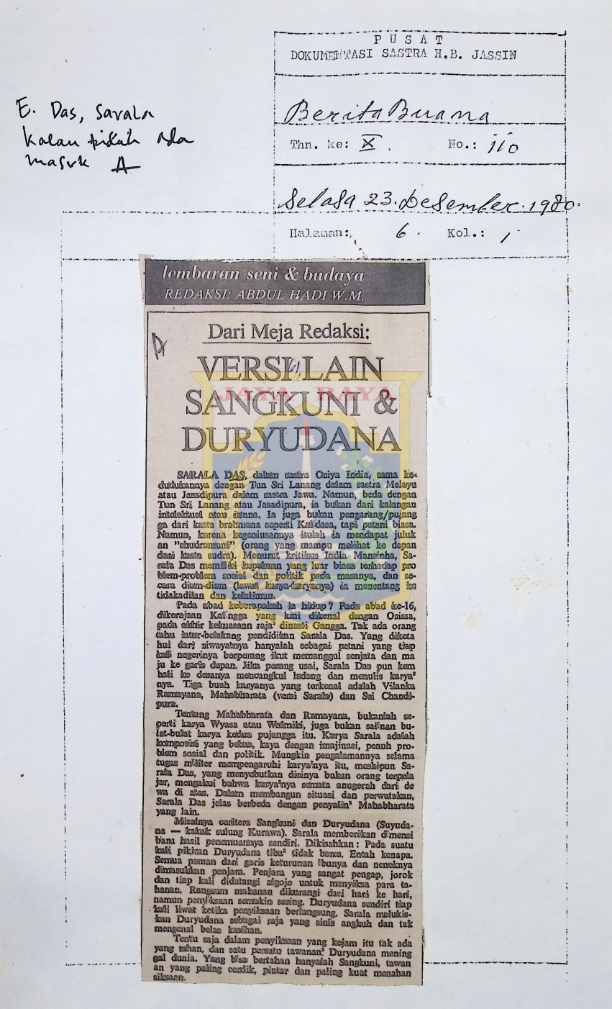 P U S A T
DOKUMENTASI SASTRA H.B. JASSIN
E. Das, Sarala
kalau tidak ada
masuk A
Berita Buana
Thn. ke: X. No.: 110
Selasa 23 Desember 1980.
Halaman: 6. Kol.: 1
lembaran seni & budaya
REDAKSI: ABDUL HADI W.M.
A
Dari Meja Redaksi:
VERSI LAIN
SANGKUNI &
DURYUDANA
JAYA RAYA
SARALA DAS, dalam sastra Oriya India, sama ke-
dudukannya dengan Tun Sri Lanang dalam sastra Melayu
atau Jasadipura dalam sastra Jawa. Namun, beda dengan
Tun Sri Lanang atau Jasadipura, ia bukan dari kalangan
intelektual atau istana. Ia juga bukan pengarang/pujang
ga dari kasta brahmana seperti Kalidasa, tapi petani biasa.
Namun, karena kegeniusannya itulah ia mendapat juluk
an "shudramuni" (orang yang mampu melihat ke depan
dari kasta sudra). Menurut kritikus India Mansinha, Sa-
rala Das memiliki kepekaan yang luar biasa terhadap pro
blem-problem sosial dan politik pada masanya, dan se-
cara diam-diam (lewat karya-karyanya) ia menentang ke
tidakadilan dan kelaliman.
Pada abad keberapakah ia hidup? Pada abad ke-16,
dikerajaan Kalingga yang kini dikenal dengan Orissa,
pada akhir kekuasaan raja² dinasti Gangga. Tak ada orang
tahu latar-belakang pendidikan Sarala Das. Yang diketa
hui dari riwayatnya hanyalah sebagai petani yang tiap
kali negerinya berperang ikut memanggul senjata dan ma
ju ke garis depan. Jika perang usai, Sarala Das pun kem
bali ke desanya mencangkul ladang dan menulis karya²
nya. Tiga buah karyanya yang terkenal adalah Vilanka
Ramayana, Mahabharata (versi Sarala) dan Sri Chandi-
pura.
Tentang Mahabharata dan Ramayana, bukanlah se-
perti karya Wyasa atau Walmiki, juga bukan salinan bu-
lat-bulat karya kedua pujangga itu. Karya Sarala adalah
komposisi yang bebas, kaya dengan imajinasi, penuh pro-
blem sosial dan politik. Mungkin pengalamannya selama
tugas militer mempengaruhi karya²nya itu, meskipun Sa-
rala Das, yang menyebutkan dirinya bukan orang terpela
jar, mengakui bahwa karya²nya semata anugerah dari de
wa di atas. Dalam membangun situasi dan perwatakan,
Sarala Das jelas berbeda dengan penyalin² Mahabharata
yang lain.
Misalnya caritera Sangkuni dan Duryudana (Suyuda-
na — kakak sulung Kurawa). Sarala memberikan dimensi
baru hasil penemuannya sendiri. Dikisahkan: Pada suatu
kali pikiran Duryudana tiba² tidak beres. Entah kenapa.
Semua paman dari garis keturunan ibunya dan neneknya
dimasukkan penjara. Penjara yang sangat pengap, jorok
dan tiap kali didatangi algojo untuk menyiksa para ta-
hanan. Rangsum makanan dikurangi dari hari ke hari,
namun penyiksaan semakin sering. Duryudana sendiri tiap
kali liwat ketika penyiksaan berlangsung. Sarala melukis-
kan Duryudana sebagai raja yang sinis angkuh dan tak
mengenal belas kasihan.
Tentu saja dalam penyiksaan yang kejam itu tak ada
yang tahan, dan satu persatu tawanan² Duryudana mening
gal dunia. Yang bisa bertahan hanyalah Sangkuni, tawan
an yang paling cerdik, pintar dan paling kuat menahan
siksaan.